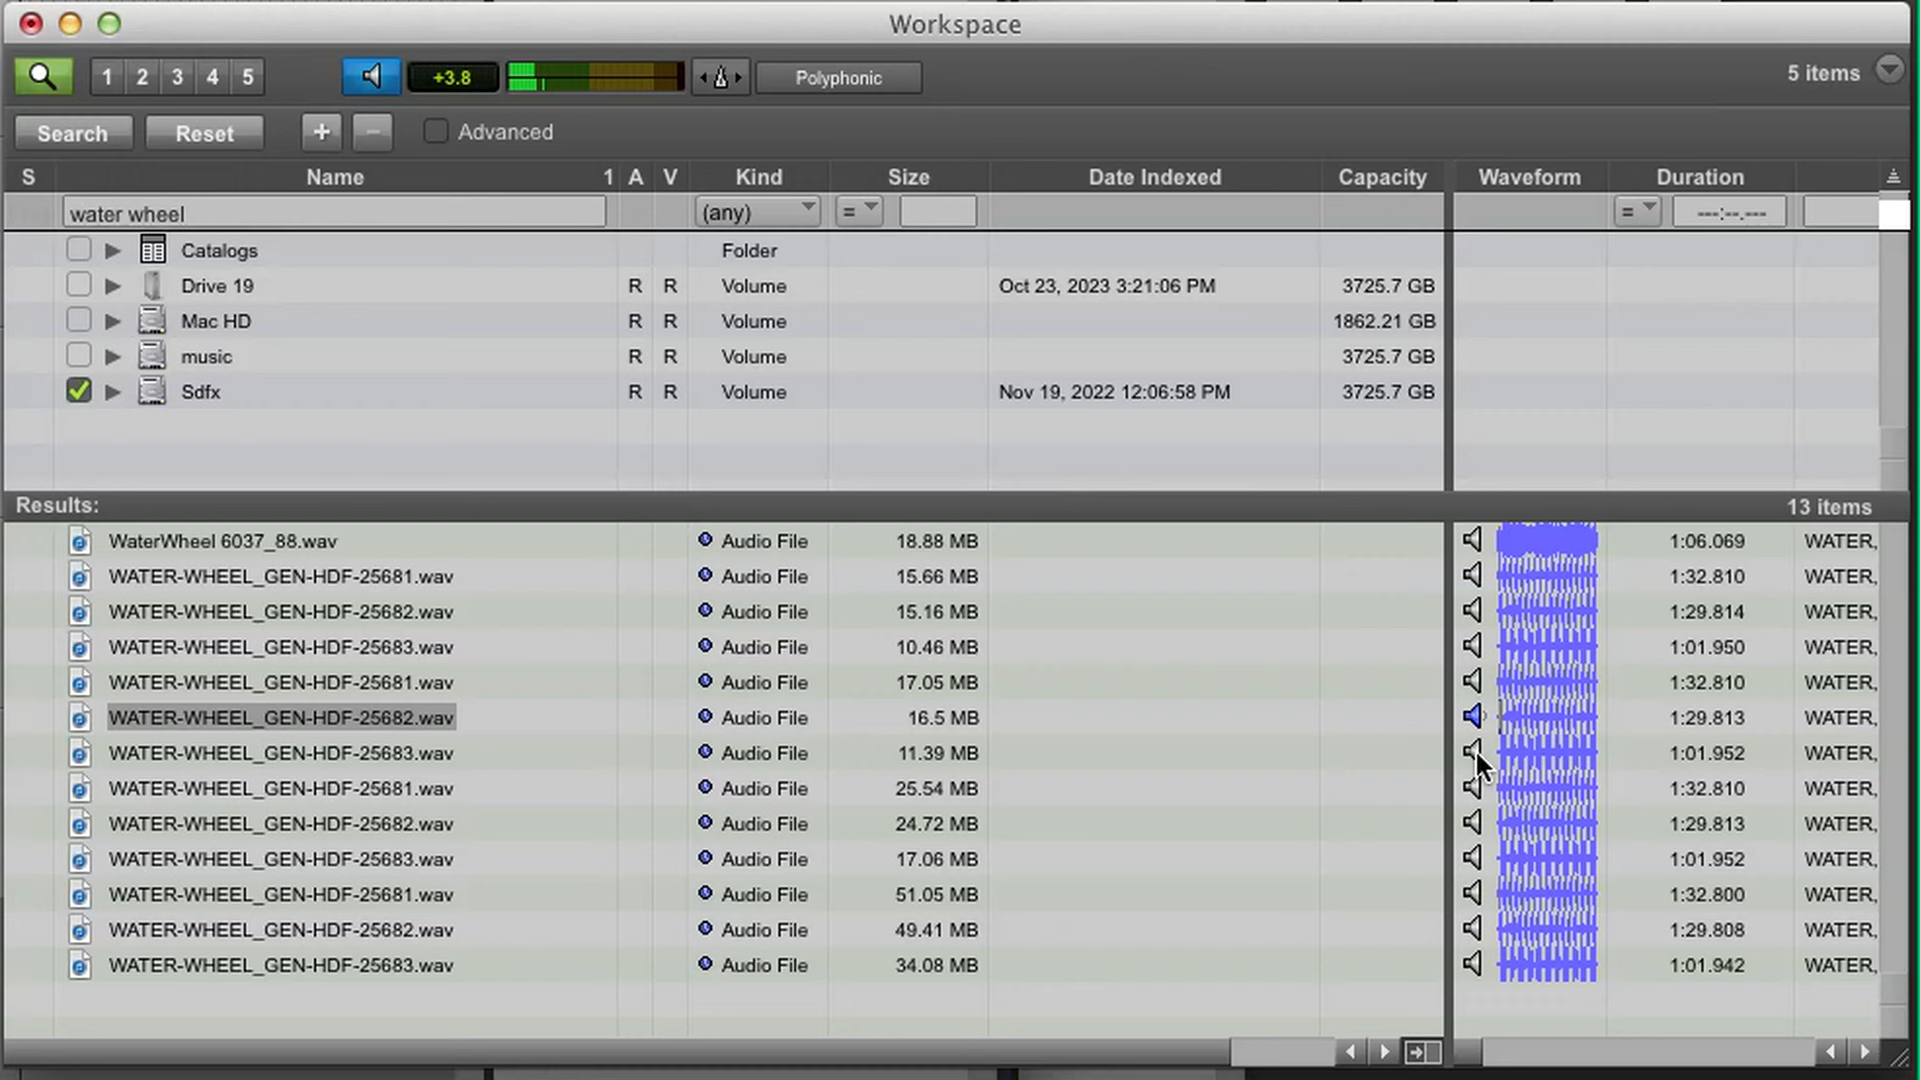 Workspace
1 2 3 4 5 +3.8 Polyphonic 5 items
Search Reset + − Advanced
S Name 1 A V Kind Size Date Indexed Capacity Waveform Duration
water wheel (any) = = ---:--.---
Catalogs Folder
Drive 19 R R Volume Oct 23, 2023 3:21:06 PM 3725.7 GB
Mac HD R R Volume 1862.21 GB
music R R Volume 3725.7 GB
Sdfx R R Volume Nov 19, 2022 12:06:58 PM 3725.7 GB
Results: 13 items
WaterWheel 6037_88.wav Audio File 18.88 MB 1:06.069 WATER,
WATER-WHEEL_GEN-HDF-25681.wav Audio File 15.66 MB 1:32.810 WATER,
WATER-WHEEL_GEN-HDF-25682.wav Audio File 15.16 MB 1:29.814 WATER,
WATER-WHEEL_GEN-HDF-25683.wav Audio File 10.46 MB 1:01.950 WATER,
WATER-WHEEL_GEN-HDF-25681.wav Audio File 17.05 MB 1:32.810 WATER,
WATER-WHEEL_GEN-HDF-25682.wav Audio File 16.5 MB 1:29.813 WATER,
WATER-WHEEL_GEN-HDF-25683.wav Audio File 11.39 MB 1:01.952 WATER,
WATER-WHEEL_GEN-HDF-25681.wav Audio File 25.54 MB 1:32.810 WATER,
WATER-WHEEL_GEN-HDF-25682.wav Audio File 24.72 MB 1:29.813 WATER,
WATER-WHEEL_GEN-HDF-25683.wav Audio File 17.06 MB 1:01.952 WATER,
WATER-WHEEL_GEN-HDF-25681.wav Audio File 51.05 MB 1:32.800 WATER,
WATER-WHEEL_GEN-HDF-25682.wav Audio File 49.41 MB 1:29.808 WATER,
WATER-WHEEL_GEN-HDF-25683.wav Audio File 34.08 MB 1:01.942 WATER,